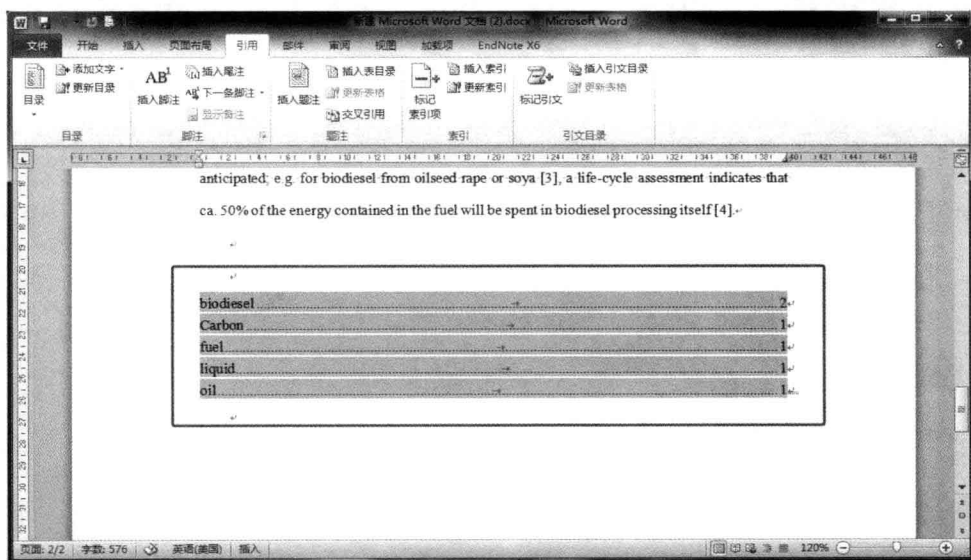 新建 Microsoft Word 文档 (2).docx - Microsoft Word
文件 开始 插入 页面布局 引用 邮件 审阅 视图 加载项 EndNote X6
目录
添加文字
更新目录
目录
AB¹
插入脚注
插入尾注
AB 下一条脚注
显示备注
脚注
插入题注
插入表目录
更新表格
交叉引用
题注
标记
索引项
插入索引
更新索引
索引
标记引文
插入引文目录
更新表格
引文目录
anticipated; e.g. for biodiesel from oilseed rape or soya [3], a life-cycle assessment indicates that
ca. 50% of the energy contained in the fuel will be spent in biodiesel processing itself [4].
biodiesel 2
Carbon 1
fuel 1
liquid 1
oil 1
页面: 2/2 字数: 576 英语(美国) 插入 120%